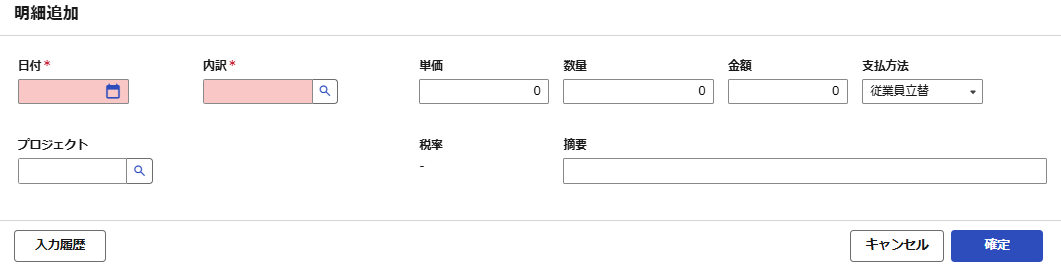 明細追加
日付* 内訳* 単価 数量 金額 支払方法
0 0 0 従業員立替
プロジェクト 税率 摘要
-
入力履歴 キャンセル 確定